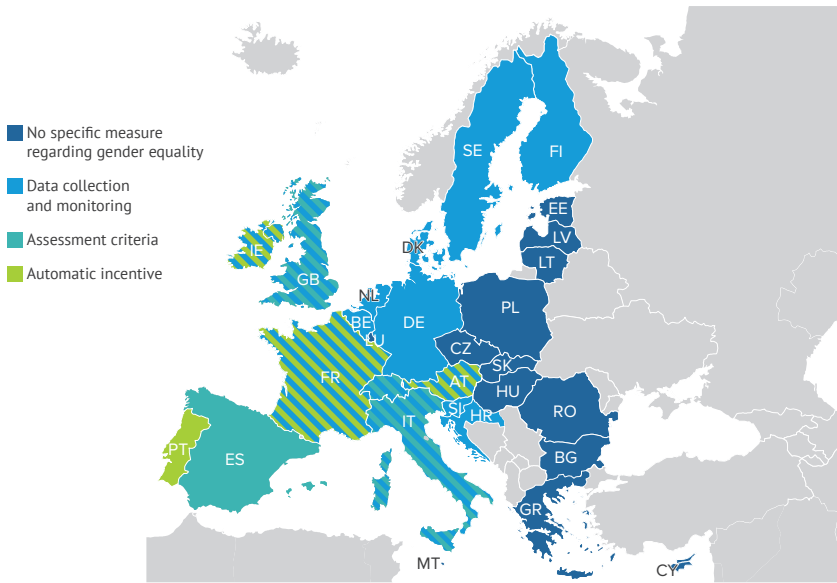 No specific measure
regarding gender equality
Data collection
and monitoring
Assessment criteria
Automatic incentive
SE
FI
EE
LV
LT
DK
IE
GB
NL
BE
LU
DE
PL
CZ
SK
FR
AT
HU
SI
HR
RO
IT
BG
PT
ES
GR
MT
CY